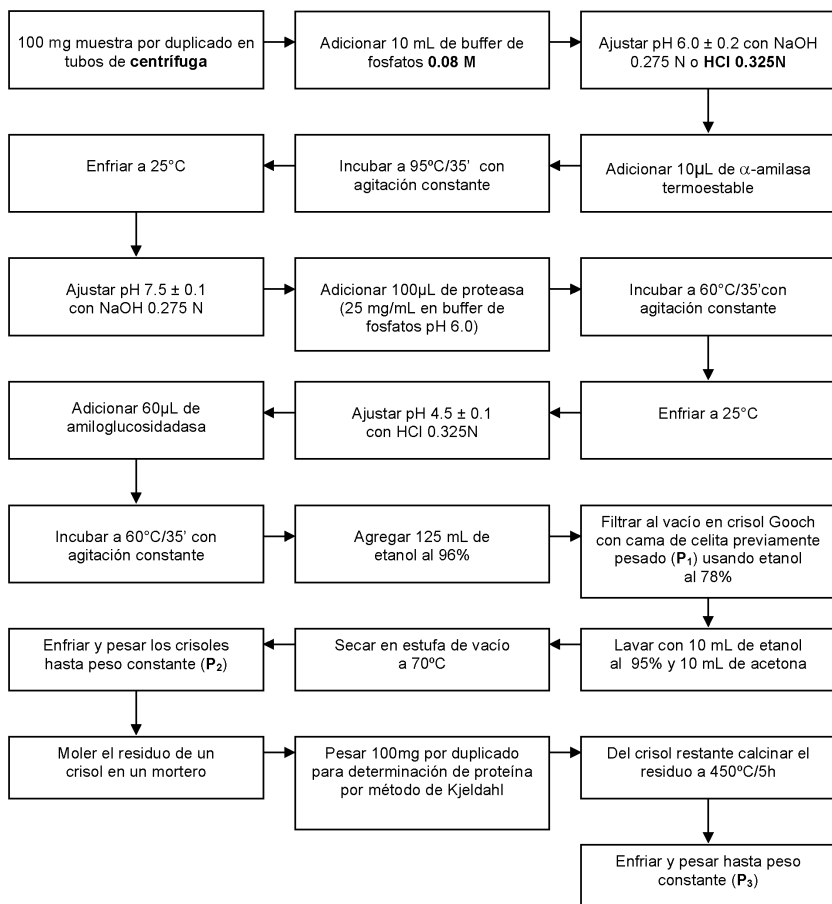 100 mg muestra por duplicado en
tubos de centrífuga
Adicionar 10 mL de buffer de
fosfatos 0.08 M
Ajustar pH 6.0 ± 0.2 con NaOH
0.275 N o HCl 0.325N
Adicionar 10µL de α-amilasa
termoestable
Incubar a 95ºC/35’ con
agitación constante
Enfriar a 25°C
Ajustar pH 7.5 ± 0.1
con NaOH 0.275 N
Adicionar 100µL de proteasa
(25 mg/mL en buffer de
fosfatos pH 6.0)
Incubar a 60°C/35’con
agitación constante
Enfriar a 25°C
Ajustar pH 4.5 ± 0.1
con HCl 0.325N
Adicionar 60µL de
amiloglucosidadasa
Incubar a 60°C/35’ con
agitación constante
Agregar 125 mL de
etanol al 96%
Filtrar al vacío en crisol Gooch
con cama de celita previamente
pesado (P₁) usando etanol
al 78%
Lavar con 10 mL de etanol
al 95% y 10 mL de acetona
Secar en estufa de vacío
a 70ºC
Enfriar y pesar los crisoles
hasta peso constante (P₂)
Moler el residuo de un
crisol en un mortero
Pesar 100mg por duplicado
para determinación de proteína
por método de Kjeldahl
Del crisol restante calcinar el
residuo a 450ºC/5h
Enfriar y pesar hasta peso
constante (P₃)